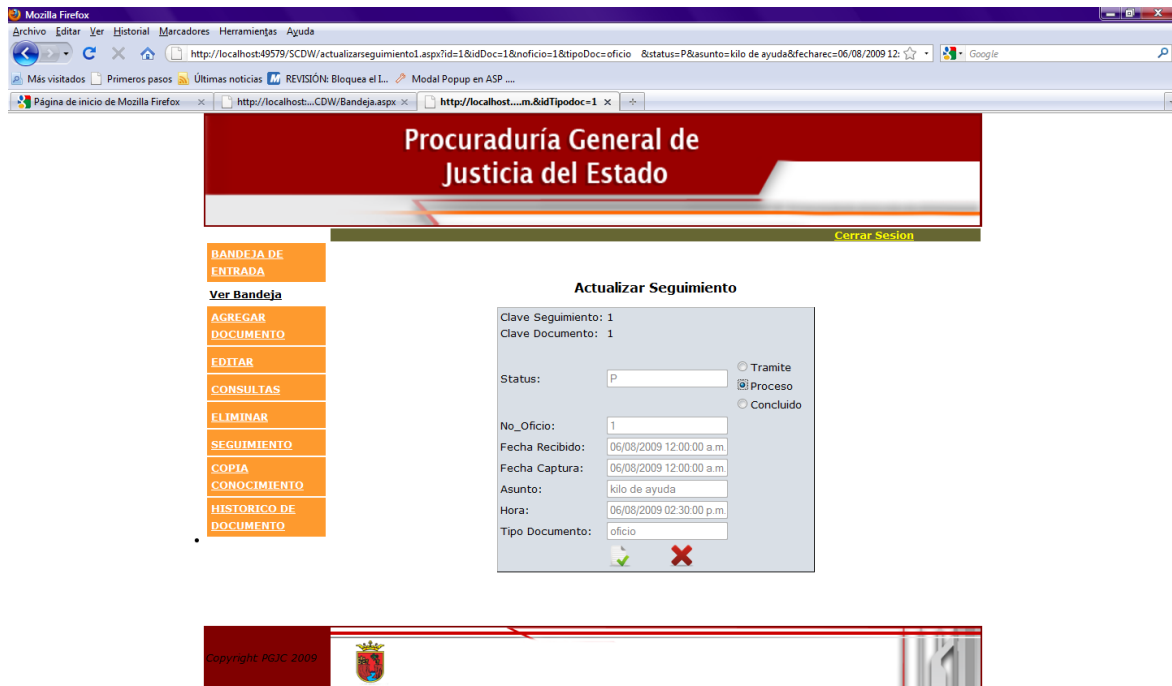 Mozilla Firefox
Archivo Editar Ver Historial Marcadores Herramientas Ayuda
http://localhost:49579/SCDW/actualizarseguimiento1.aspx?id=1&idDoc=1&noficio=1&tipoDoc=oficio &status=P&asunto=kilo de ayuda&fecharec=06/08/2009 12:
Google
Más visitados Primeros pasos Últimas noticias REVISIÓN: Bloquea el I... Modal Popup en ASP ....
Página de inicio de Mozilla Firefox
http://localhost:...CDW/Bandeja.aspx
http://localhost....m.&idTipodoc=1
Procuraduría General de
Justicia del Estado
Cerrar Sesion
BANDEJA DE
ENTRADA
Ver Bandeja
AGREGAR
DOCUMENTO
EDITAR
CONSULTAS
ELIMINAR
SEGUIMIENTO
COPIA
CONOCIMIENTO
HISTORICO DE
DOCUMENTO
Actualizar Seguimiento
Clave Seguimiento: 1
Clave Documento: 1
Status: P
Tramite
Proceso
Concluido
No_Oficio: 1
Fecha Recibido: 06/08/2009 12:00:00 a.m.
Fecha Captura: 06/08/2009 12:00:00 a.m.
Asunto: kilo de ayuda
Hora: 06/08/2009 02:30:00 p.m.
Tipo Documento: oficio
Copyright PGJC 2009